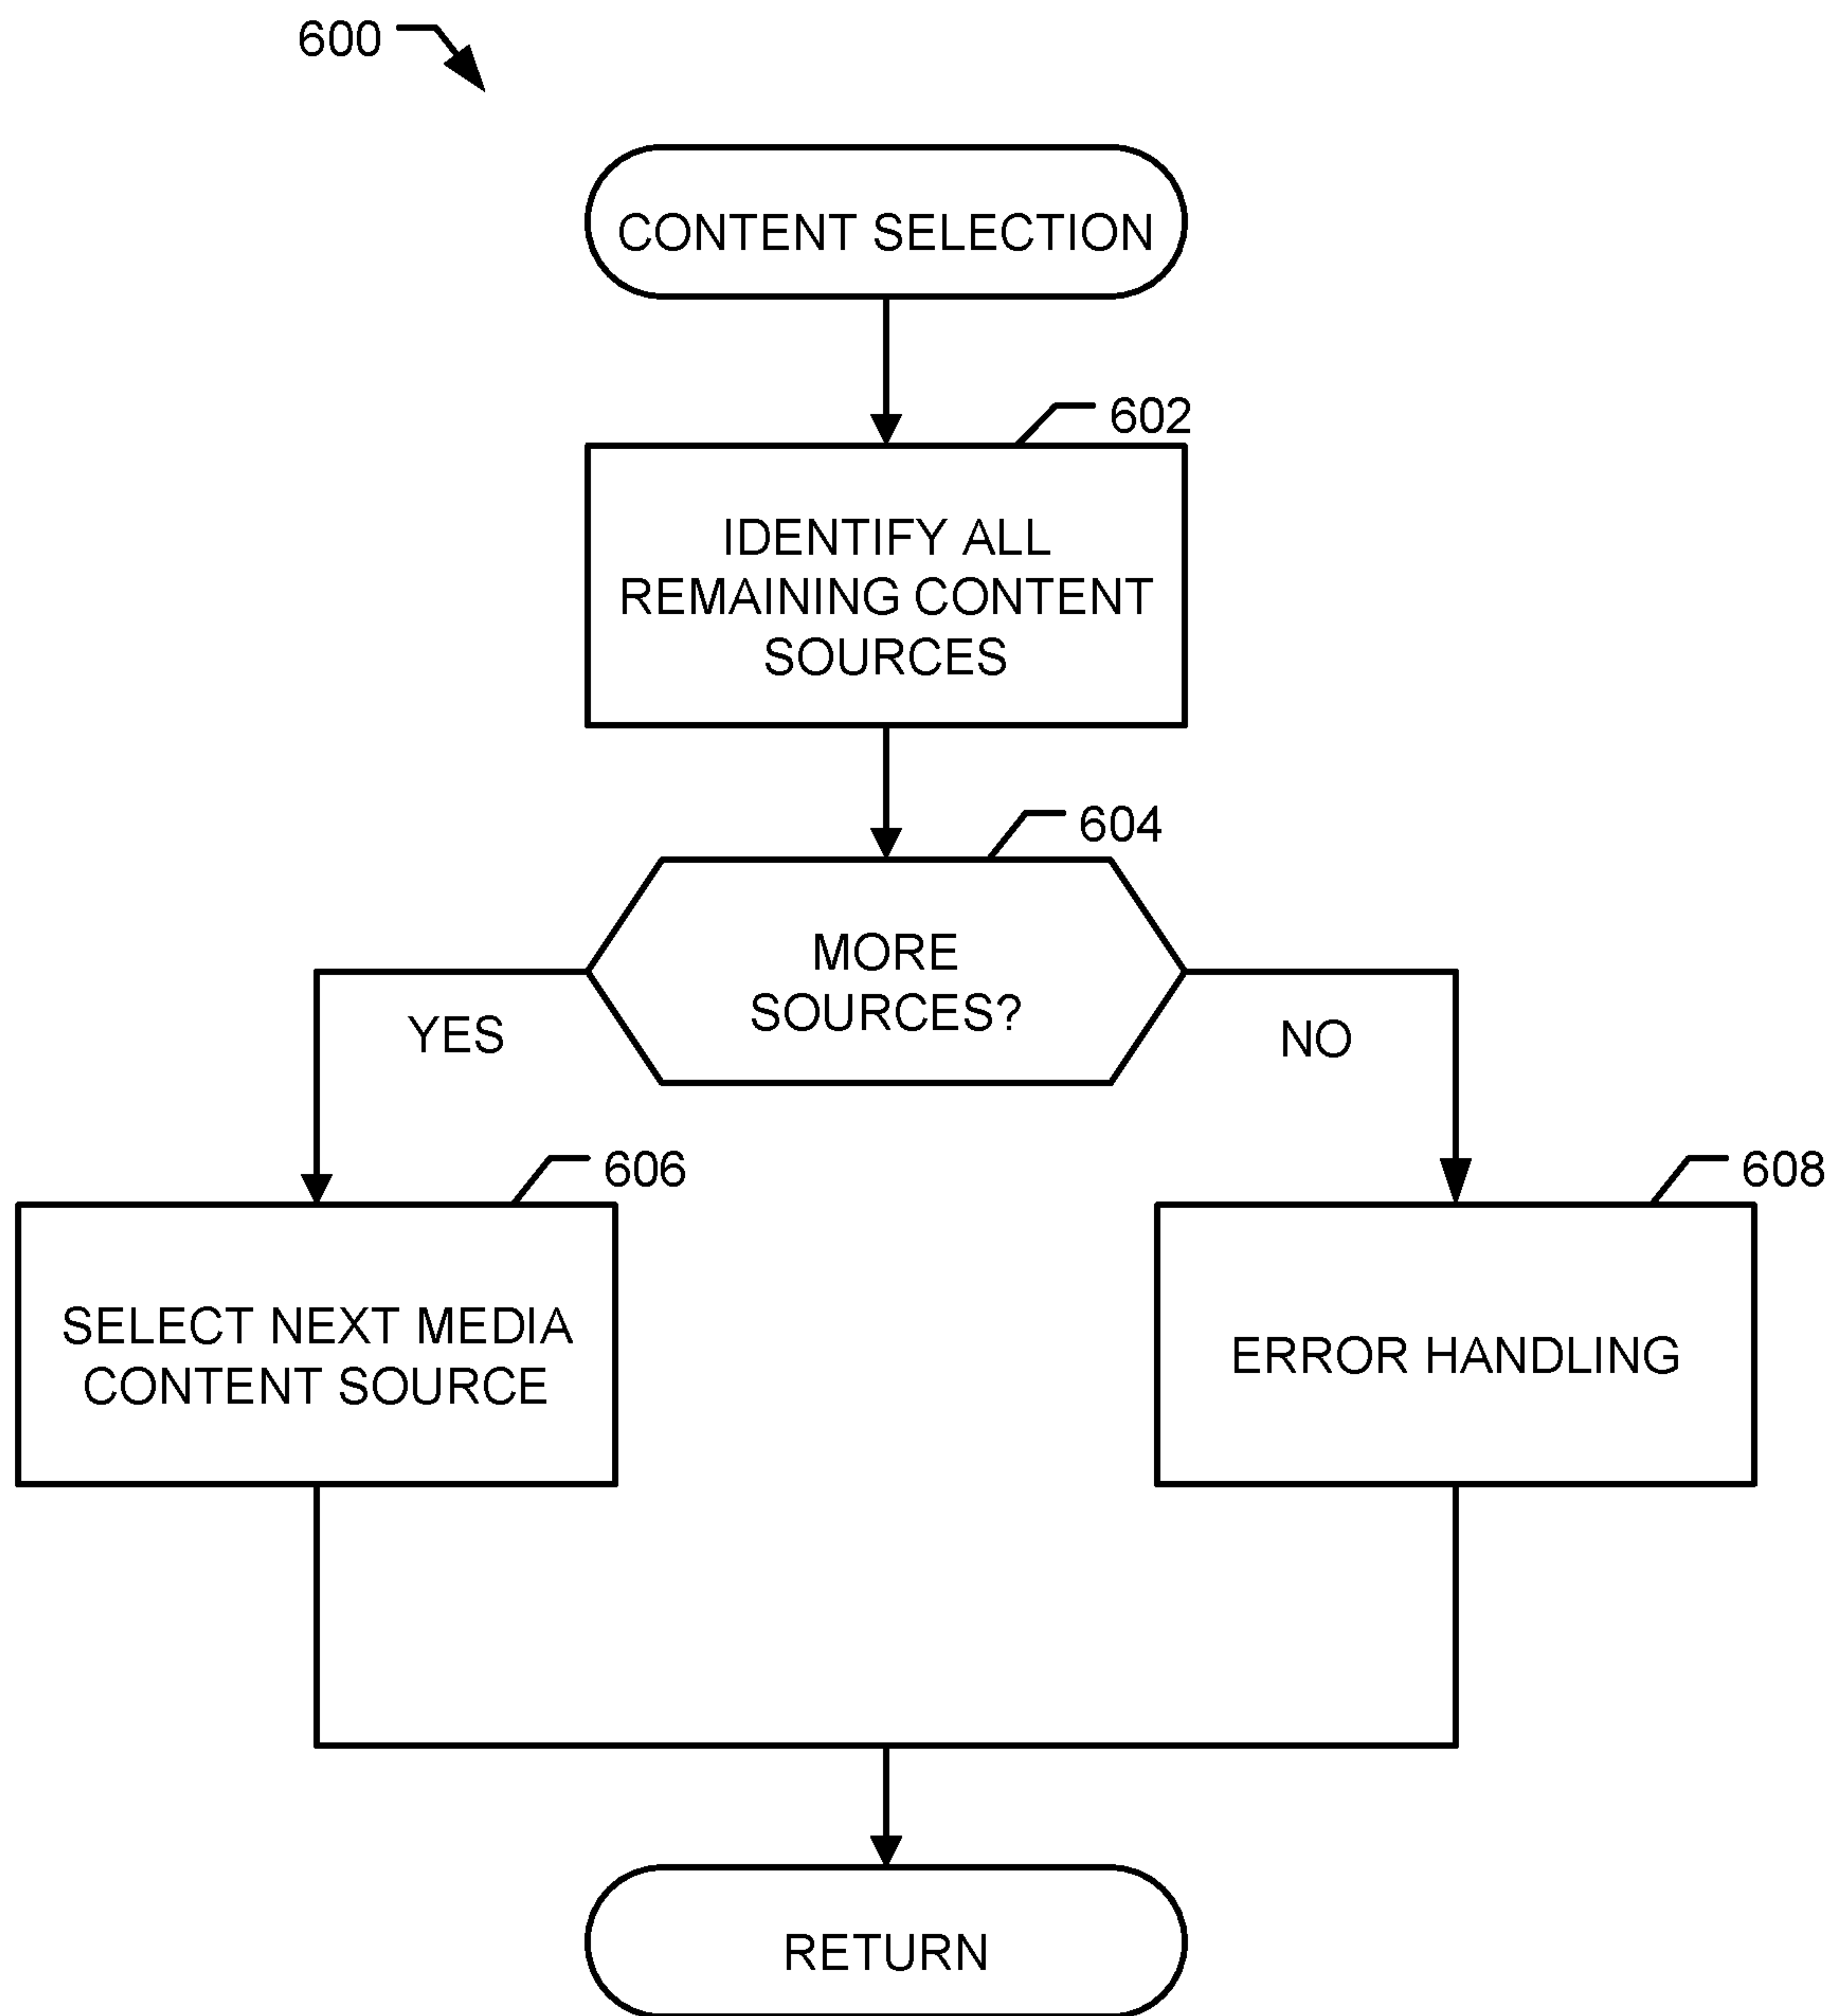 600
CONTENT SELECTION
602
IDENTIFY ALL
REMAINING CONTENT
SOURCES
604
MORE
SOURCES?
YES
NO
606
608
SELECT NEXT MEDIA
CONTENT SOURCE
ERROR HANDLING
RETURN